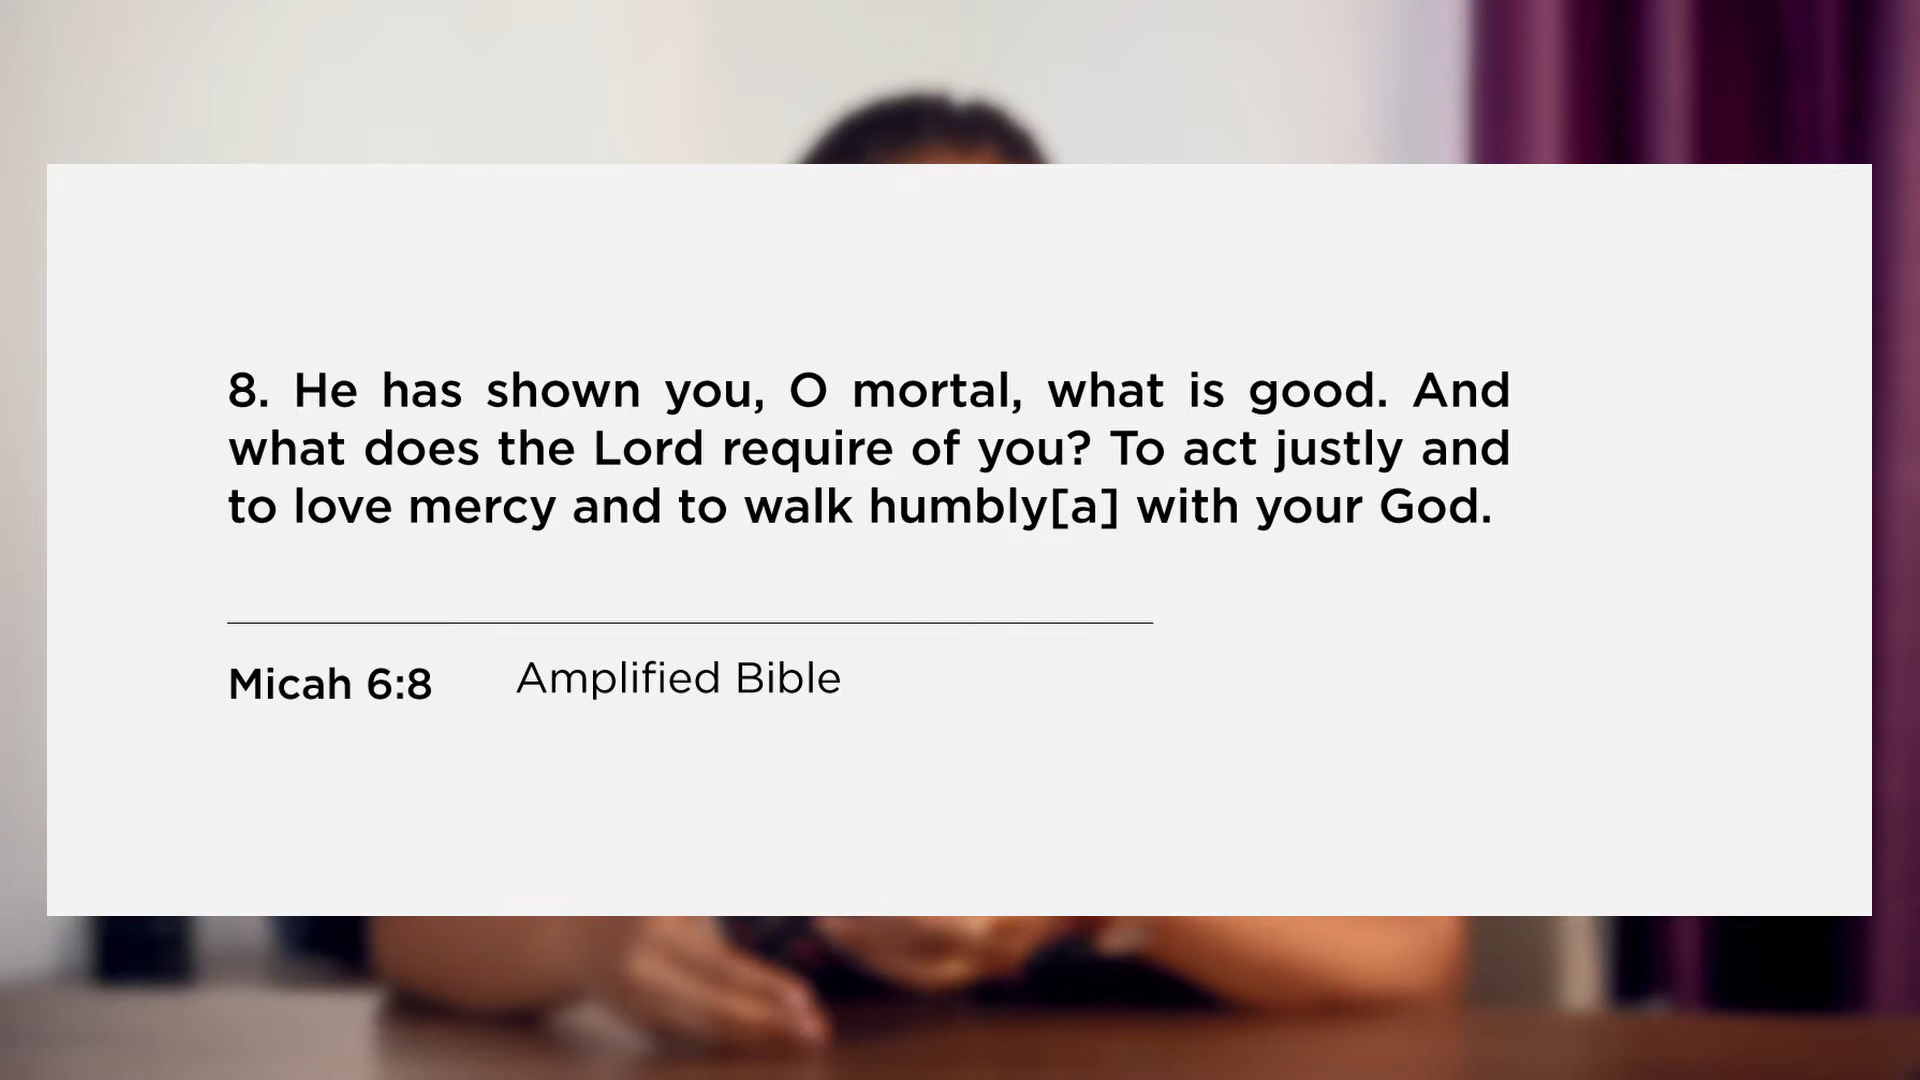 8. He has shown you, O mortal, what is good. And
what does the Lord require of you? To act justly and
to love mercy and to walk humbly[a] with your God.
Micah 6:8 Amplified Bible